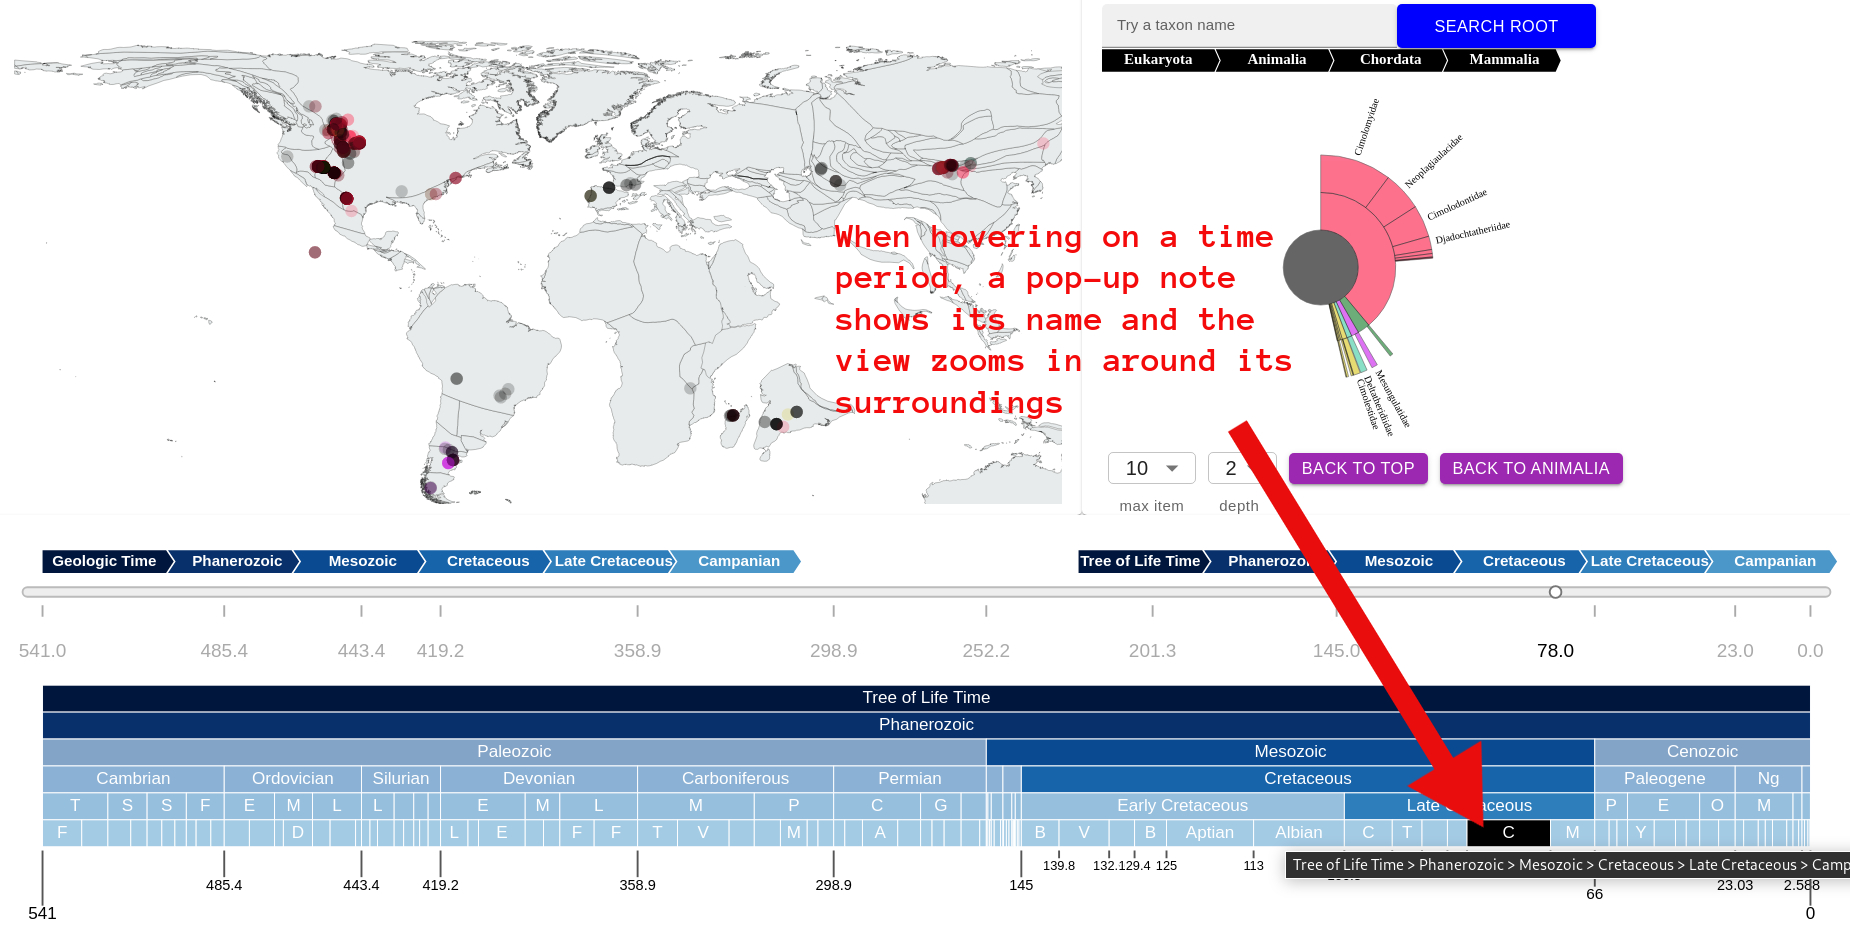 Try a taxon name
SEARCH ROOT
Eukaryota
Animalia
Chordata
Mammalia
Cimolomyidae
Neoplagiaulacidae
Cimolodontidae
Djadochtatheriidae
Mesungulatidae
Deltatheridiidae
Cimolestidae
When hovering on a time
period, a pop-up note
shows its name and the
view zooms in around its
surroundings
10
2
BACK TO TOP
BACK TO ANIMALIA
max item
depth
Geologic Time
Phanerozoic
Mesozoic
Cretaceous
Late Cretaceous
Campanian
Tree of Life Time
Mesozoic
Cretaceous
Late Cretaceous
Campanian
541.0 485.4 443.4 419.2 358.9 298.9 252.2 201.3 145.0 78.0 23.0 0.0
Tree of Life Time
Phanerozoic
Paleozoic Mesozoic Cenozoic
Cambrian Ordovician Silurian Devonian Carboniferous Permian Cretaceous Paleogene Ng
T S S F E M L L E M L M P C G Early Cretaceous P E O M
F D L E F F T V M A B V B Aptian Albian C T C M Y
139.8 132.1 129.4 125 113
485.4 443.4 419.2 358.9 298.9 145 66 23.03 2.588
541 0
Tree of Life Time > Phanerozoic > Mesozoic > Cretaceous > Late Cretaceous > Camp